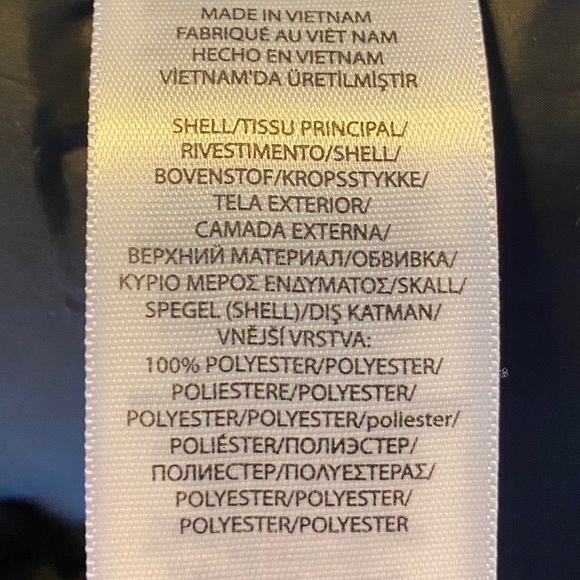 MADE IN VIETNAM
FABRIQUÉ AU VIÊT NAM
HECHO EN VIETNAM
VİETNAM'DA ÜRETİLMİŞTİR
SHELL/TISSU PRINCIPAL/
RIVESTIMENTO/SHELL/
BOVENSTOF/KROPSSTYKKE/
TELA EXTERIOR/
CAMADA EXTERNA/
ВЕРХНИЙ МАТЕРИАЛ/ОБВИВКА/
ΚΥΡΙΟ ΜΕΡΟΣ ΕΝΔΥΜΑΤΟΣ/SKALL/
SPEGEL (SHELL)/DIŞ KATMAN/
VNĚJŠÍ VRSTVA:
100% POLYESTER/POLYESTER/
POLIESTERE/POLYESTER/
POLYESTER/POLYESTER/poliester/
POLIÉSTER/ПОЛИЭСТЕР/
ПОЛИЕСТЕР/ΠΟΛΥΕΣΤΕΡΑΣ/
POLYESTER/POLYESTER/
POLYESTER/POLYESTER